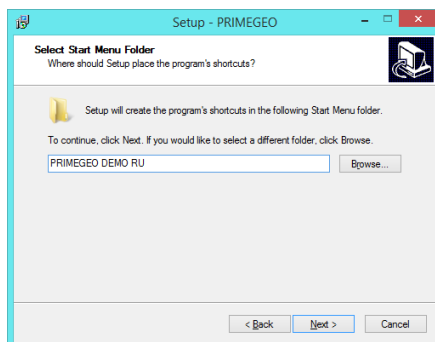 Setup - PRIMEGEO
Select Start Menu Folder
Where should Setup place the program's shortcuts?
Setup will create the program's shortcuts in the following Start Menu folder.
To continue, click Next. If you would like to select a different folder, click Browse.
PRIMEGEO DEMO RU
Browse...
< Back
Next >
Cancel